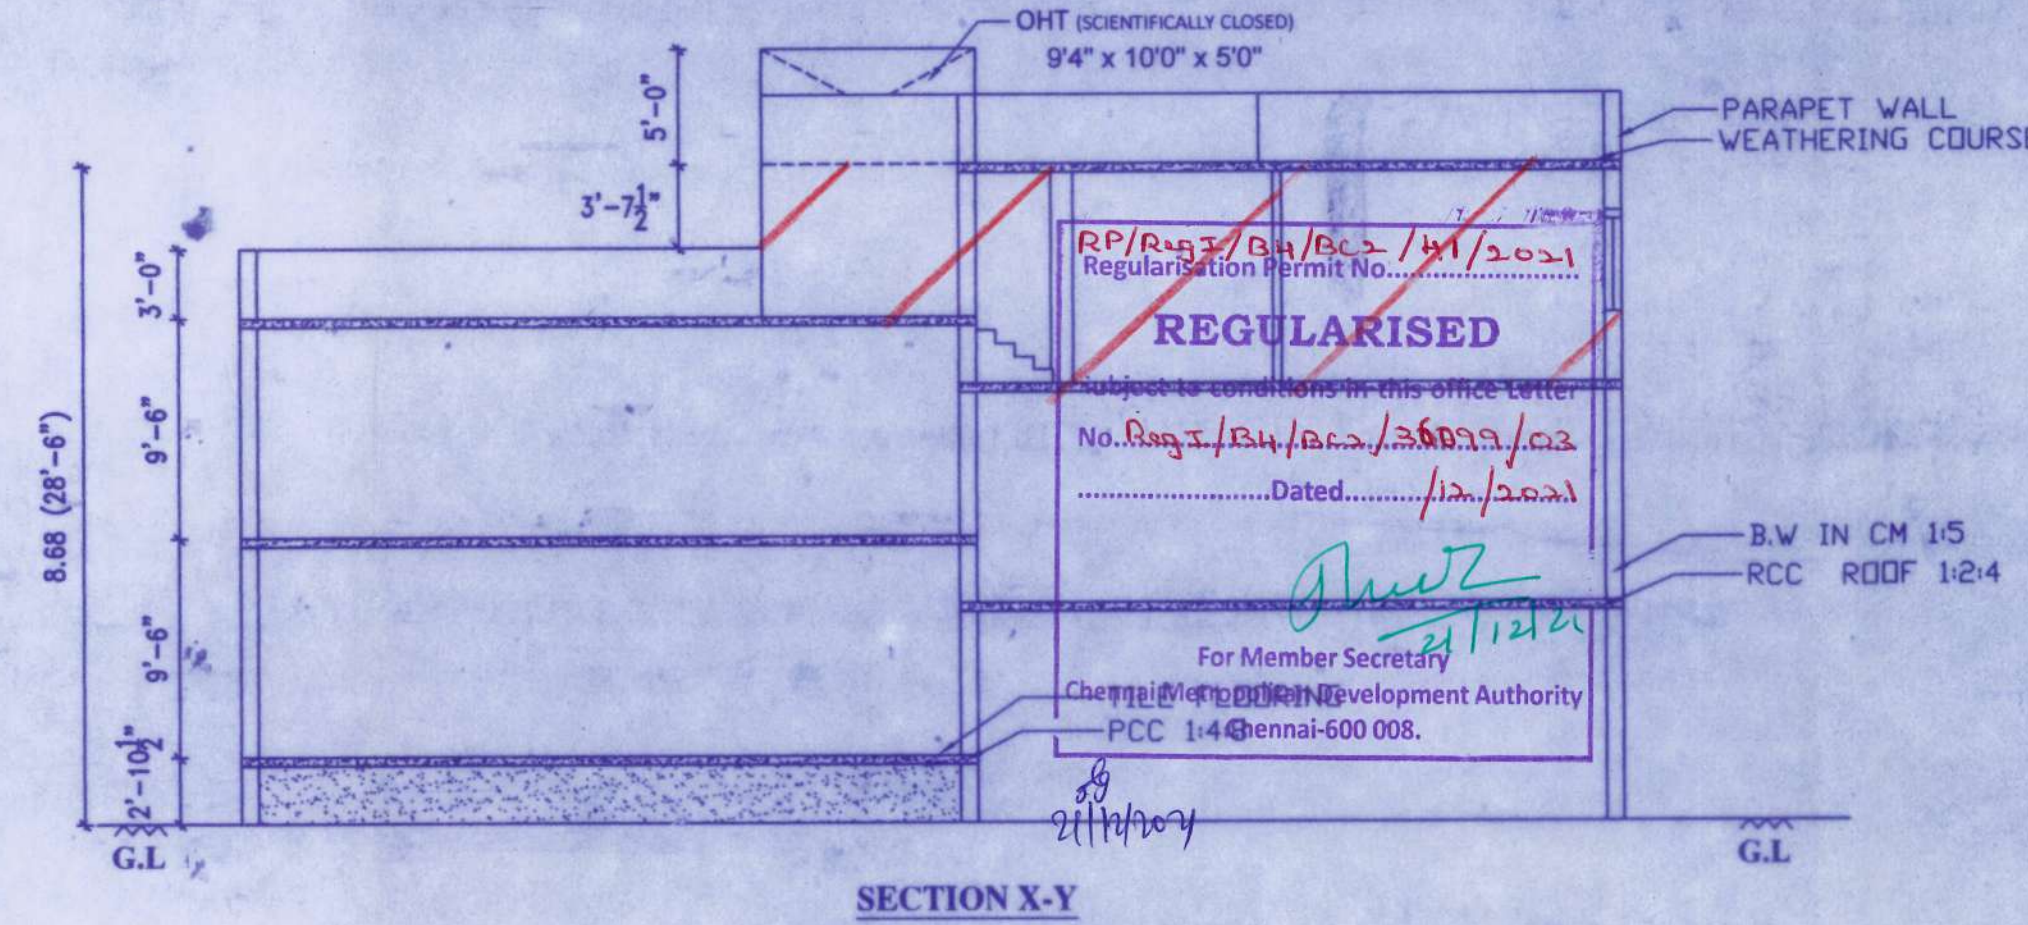 OHT (SCIENTIFICALLY CLOSED)
9'4" x 10'0" x 5'0"
PARAPET WALL
WEATHERING COURSE
5'-0"
3'-7½"
3'-0"
9'-6"
9'-6"
2'-10½"
8.68 (28'-6")
RP/Reg I/B4/BC2/41/2021
Regularisation Permit No.
REGULARISED
Subject to conditions in this office Letter
No. Reg I/B4/BC2/36099/03
Dated /12/2021
21/12/21
For Member Secretary
Chennai Metropolitan Development Authority
Chennai-600 008.
B.W IN CM 1:5
RCC ROOF 1:2:4
TILE FLOORING
PCC 1:4:8
21/12/2021
G.L
G.L
SECTION X-Y